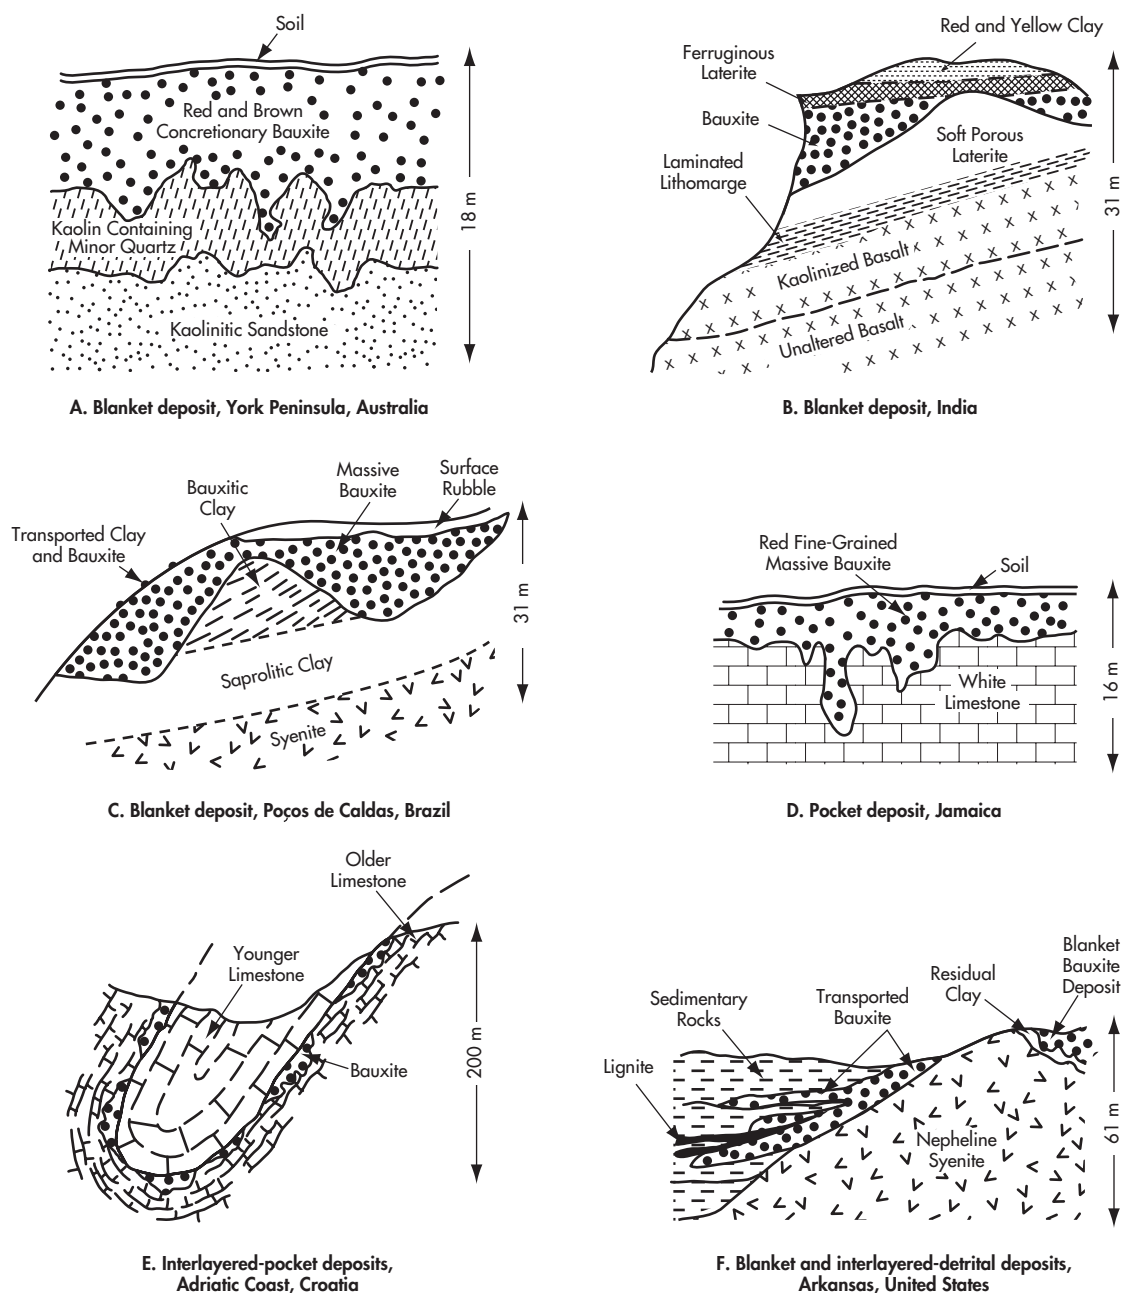 Soil
Red and Brown
Concretionary Bauxite
Kaolin Containing
Minor Quartz
Kaolinitic Sandstone
18 m
A. Blanket deposit, York Peninsula, Australia
Red and Yellow Clay
Ferruginous
Laterite
Bauxite
Soft Porous
Laterite
Laminated
Lithomarge
Kaolinized Basalt
Unaltered Basalt
31 m
B. Blanket deposit, India
Massive
Bauxite
Surface
Rubble
Bauxitic
Clay
Transported Clay
and Bauxite
Saprolitic Clay
Syenite
31 m
C. Blanket deposit, Poços de Caldas, Brazil
Red Fine-Grained
Massive Bauxite
Soil
White
Limestone
16 m
D. Pocket deposit, Jamaica
Older
Limestone
Younger
Limestone
Bauxite
200 m
E. Interlayered-pocket deposits,
Adriatic Coast, Croatia
Blanket
Bauxite
Deposit
Residual
Clay
Sedimentary
Rocks
Transported
Bauxite
Lignite
Nepheline
Syenite
61 m
F. Blanket and interlayered-detrital deposits,
Arkansas, United States